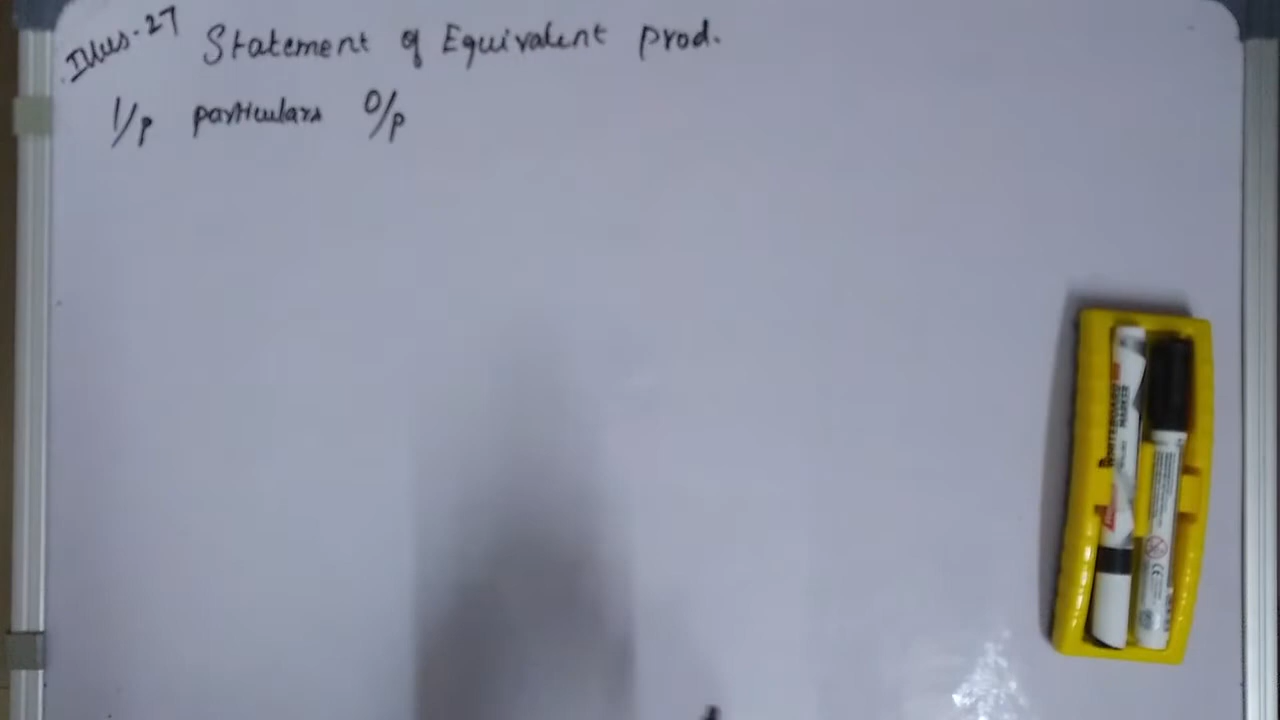 Illus-27 Statement of Equivalent prod.
I/p particulars O/p